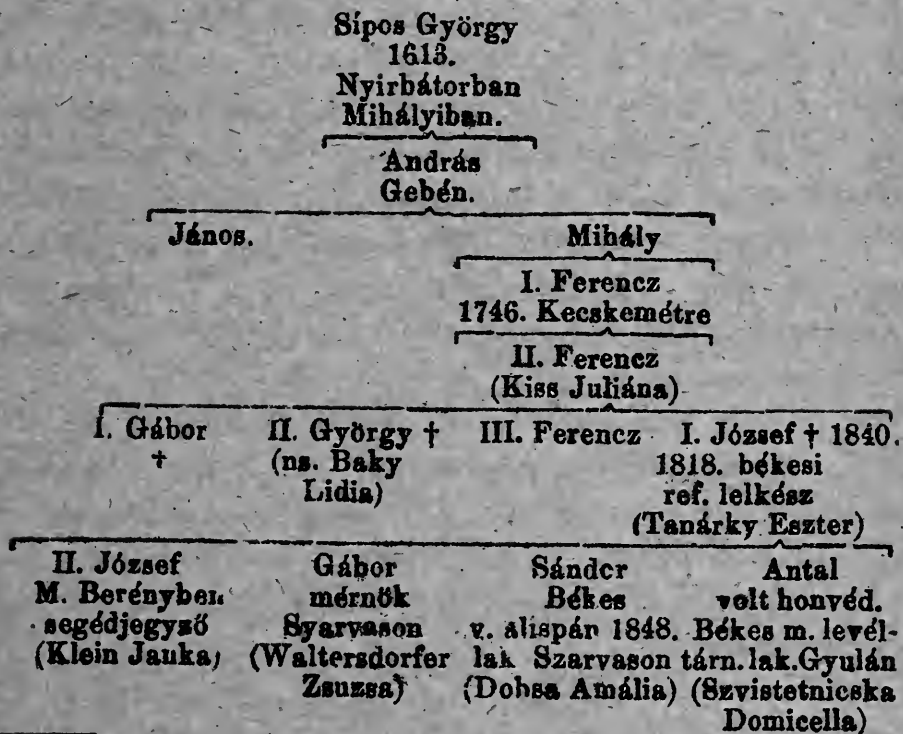 Sípos György
1613.
Nyirbátorban
Mihályiban.
András
Gebén.
János. Mihály
I. Ferencz
1746. Kecskemétre
II. Ferencz
(Kiss Juliána)
I. Gábor II. György † III. Ferencz I. József † 1840.
† (ns. Baky 1818. békesi
Lidia) ref. lelkész
(Tanárky Eszter)
II. József Gábor Sándor Antal
M. Berényben mérnök Békes volt honvéd.
segédjegyző Syarvason v. alispán 1848. Békes m. levél-
(Klein Jauka) (Waltersdorfer lak Szarvason tárn. lak. Gyulán
Zsuzsa) (Dobsa Amália) (Szvistetnicska
Domicella)